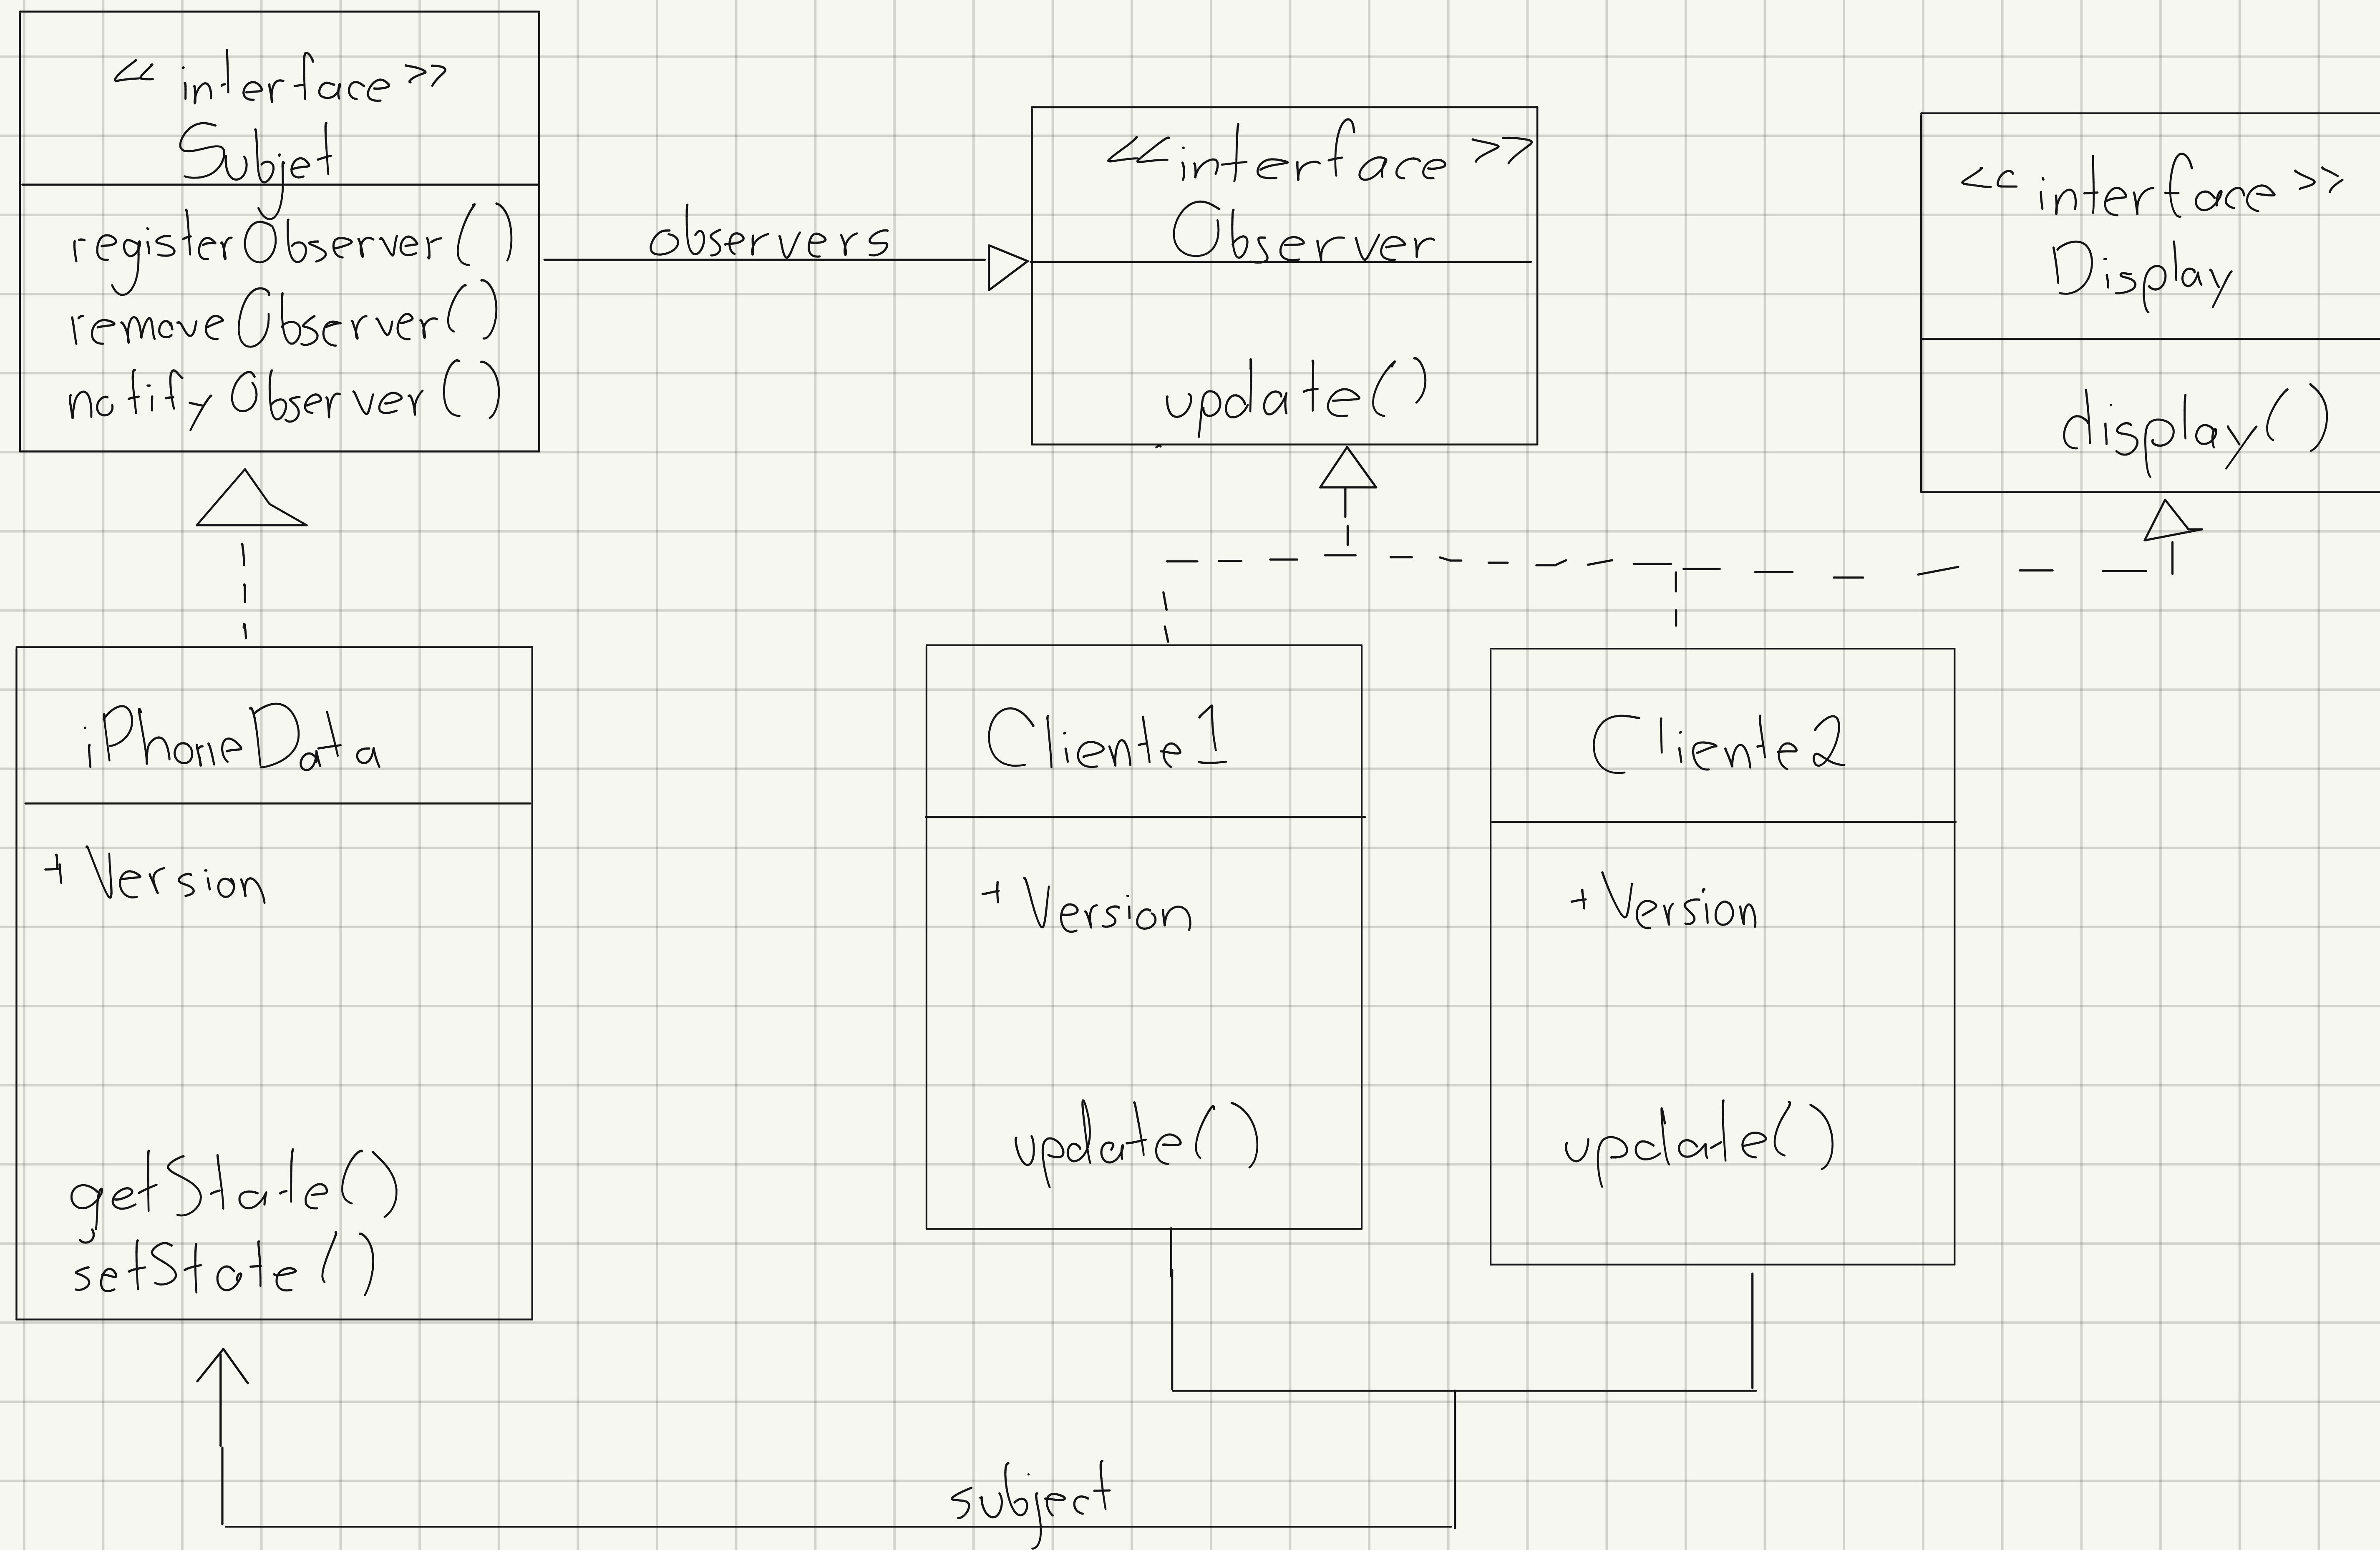 << interface >>
Subjet
registerObserver()
removeObserver()
notifyObserver()
observers
<<interface >>
Observer
update()
<< interface >>
Display
display()
iPhoneData
+ Version
getState()
setState()
Cliente1
+ Version
update()
Cliente2
+ Version
update()
subject